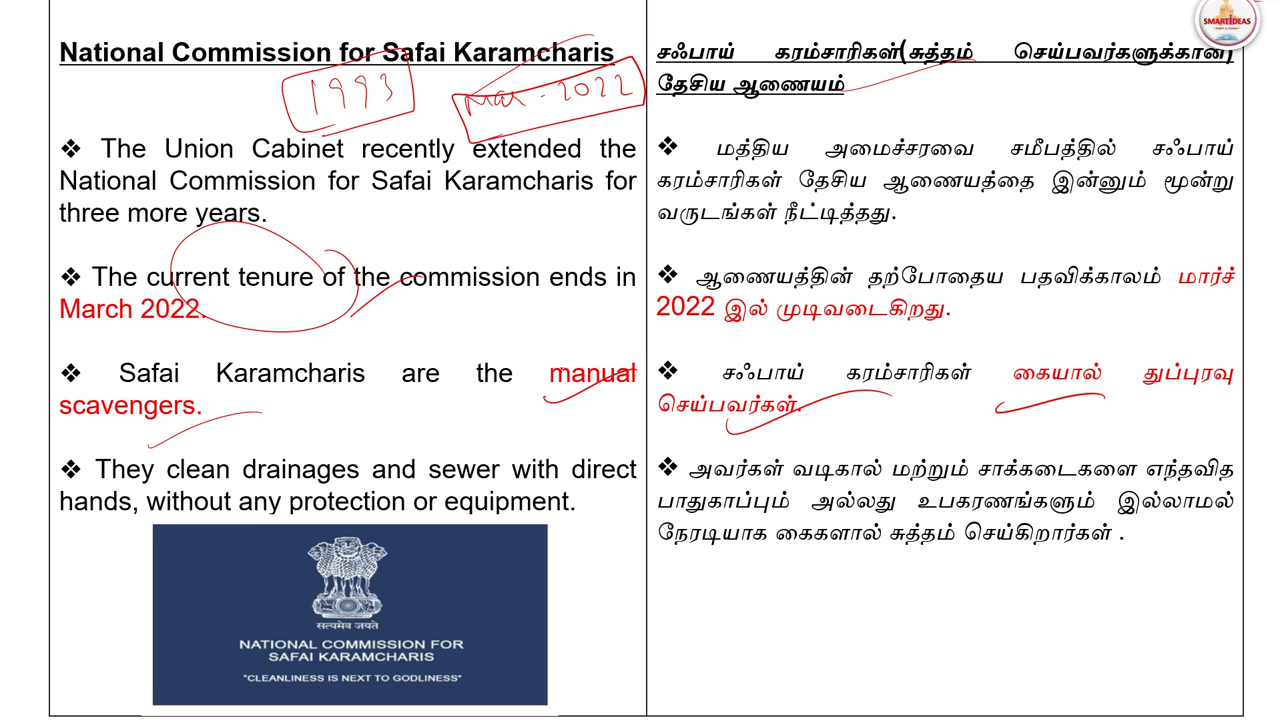 SMARTIDEAS
National Commission for Safai Karamcharis
1993
Mar - 2022
❖ The Union Cabinet recently extended the
National Commission for Safai Karamcharis for
three more years.
❖ The current tenure of the commission ends in
March 2022.
❖ Safai Karamcharis are the manual
scavengers.
❖ They clean drainages and sewer with direct
hands, without any protection or equipment.
सत्यमेव जयते
NATIONAL COMMISSION FOR
SAFAI KARAMCHARIS
"CLEANLINESS IS NEXT TO GODLINESS"
சஃபாய் கரம்சாரிகள்(சுத்தம் செய்பவர்களுக்கான)
தேசிய ஆணையம்
❖ மத்திய அமைச்சரவை சமீபத்தில் சஃபாய்
கரம்சாரிகள் தேசிய ஆணையத்தை இன்னும் மூன்று
வருடங்கள் நீட்டித்தது.
❖ ஆணையத்தின் தற்போதைய பதவிக்காலம் மார்ச்
2022 இல் முடிவடைகிறது.
❖ சஃபாய் கரம்சாரிகள் கையால் துப்புரவு
செய்பவர்கள்.
❖ அவர்கள் வடிகால் மற்றும் சாக்கடைகளை எந்தவித
பாதுகாப்பும் அல்லது உபகரணங்களும் இல்லாமல்
நேரடியாக கைகளால் சுத்தம் செய்கிறார்கள் .